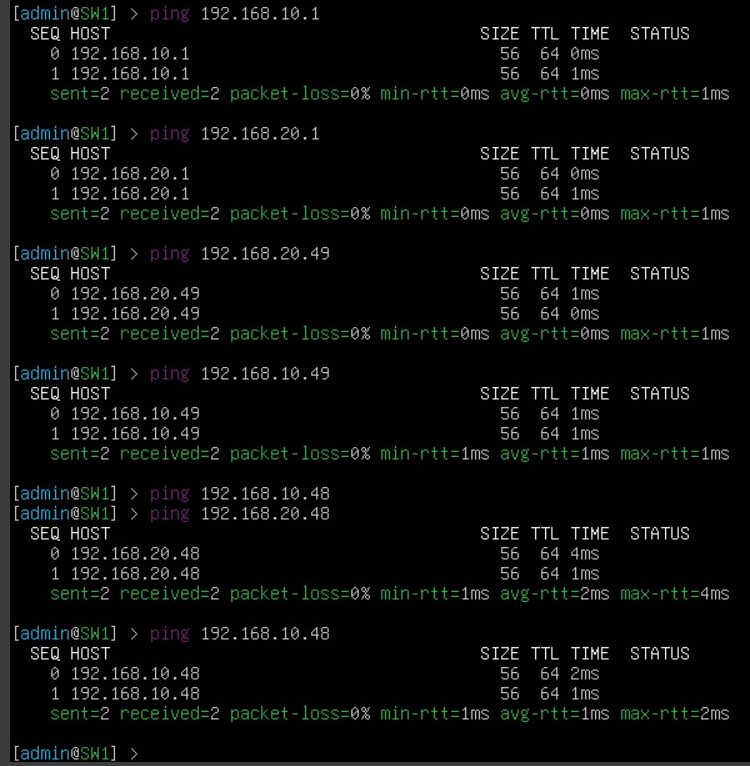 [admin@SW1] > ping 192.168.10.1
SEQ HOST SIZE TTL TIME STATUS
0 192.168.10.1 56 64 0ms
1 192.168.10.1 56 64 1ms
sent=2 received=2 packet-loss=0% min-rtt=0ms avg-rtt=0ms max-rtt=1ms
[admin@SW1] > ping 192.168.20.1
SEQ HOST SIZE TTL TIME STATUS
0 192.168.20.1 56 64 0ms
1 192.168.20.1 56 64 1ms
sent=2 received=2 packet-loss=0% min-rtt=0ms avg-rtt=0ms max-rtt=1ms
[admin@SW1] > ping 192.168.20.49
SEQ HOST SIZE TTL TIME STATUS
0 192.168.20.49 56 64 1ms
1 192.168.20.49 56 64 0ms
sent=2 received=2 packet-loss=0% min-rtt=0ms avg-rtt=0ms max-rtt=1ms
[admin@SW1] > ping 192.168.10.49
SEQ HOST SIZE TTL TIME STATUS
0 192.168.10.49 56 64 1ms
1 192.168.10.49 56 64 1ms
sent=2 received=2 packet-loss=0% min-rtt=1ms avg-rtt=1ms max-rtt=1ms
[admin@SW1] > ping 192.168.10.48
[admin@SW1] > ping 192.168.20.48
SEQ HOST SIZE TTL TIME STATUS
0 192.168.20.48 56 64 4ms
1 192.168.20.48 56 64 1ms
sent=2 received=2 packet-loss=0% min-rtt=1ms avg-rtt=2ms max-rtt=4ms
[admin@SW1] > ping 192.168.10.48
SEQ HOST SIZE TTL TIME STATUS
0 192.168.10.48 56 64 2ms
1 192.168.10.48 56 64 1ms
sent=2 received=2 packet-loss=0% min-rtt=1ms avg-rtt=1ms max-rtt=2ms
[admin@SW1] >